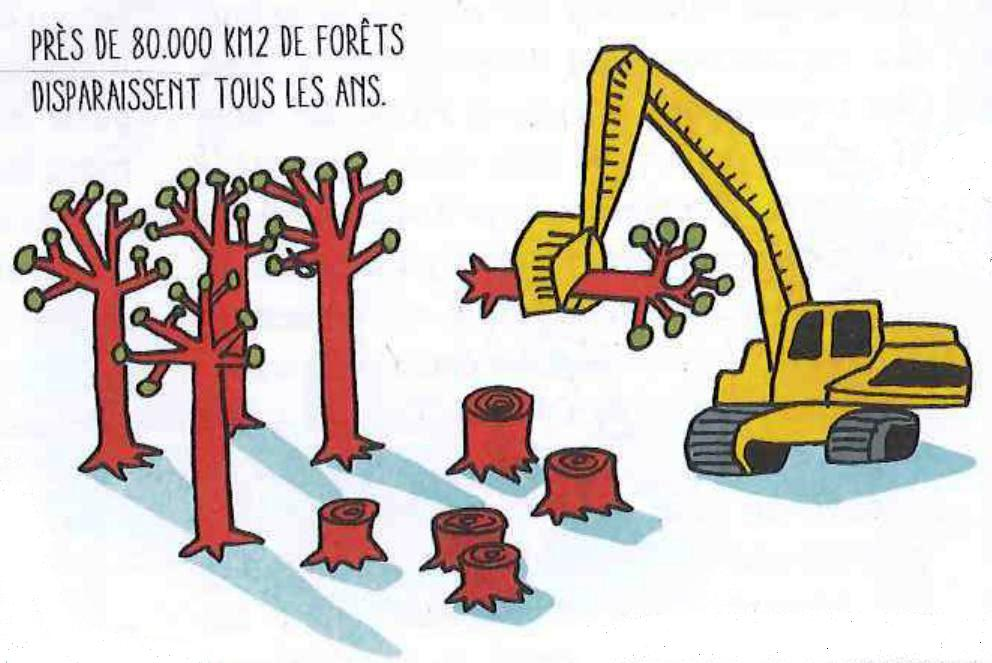 PRÈS DE 80.000 KM2 DE FORÊTS
DISPARAISSENT TOUS LES ANS.